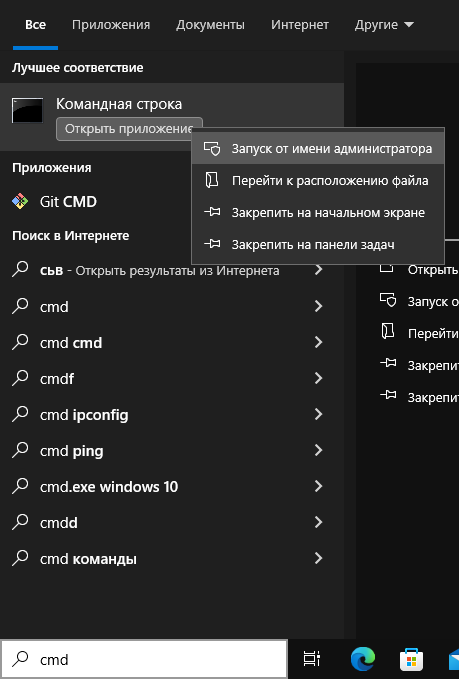 Все Приложения Документы Интернет Другие
Лучшее соответствие
Командная строка
Открыть приложение
Запуск от имени администратора
Перейти к расположению файла
Закрепить на начальном экране
Закрепить на панели задач
Приложения
Git CMD
Поиск в Интернете
сьв - Открыть результаты из Интернета
cmd
cmd cmd
cmdf
cmd ipconfig
cmd ping
cmd.exe windows 10
cmdd
cmd команды
Открыть
Запуск о
Перейти
Закрепит
Закрепит
cmd